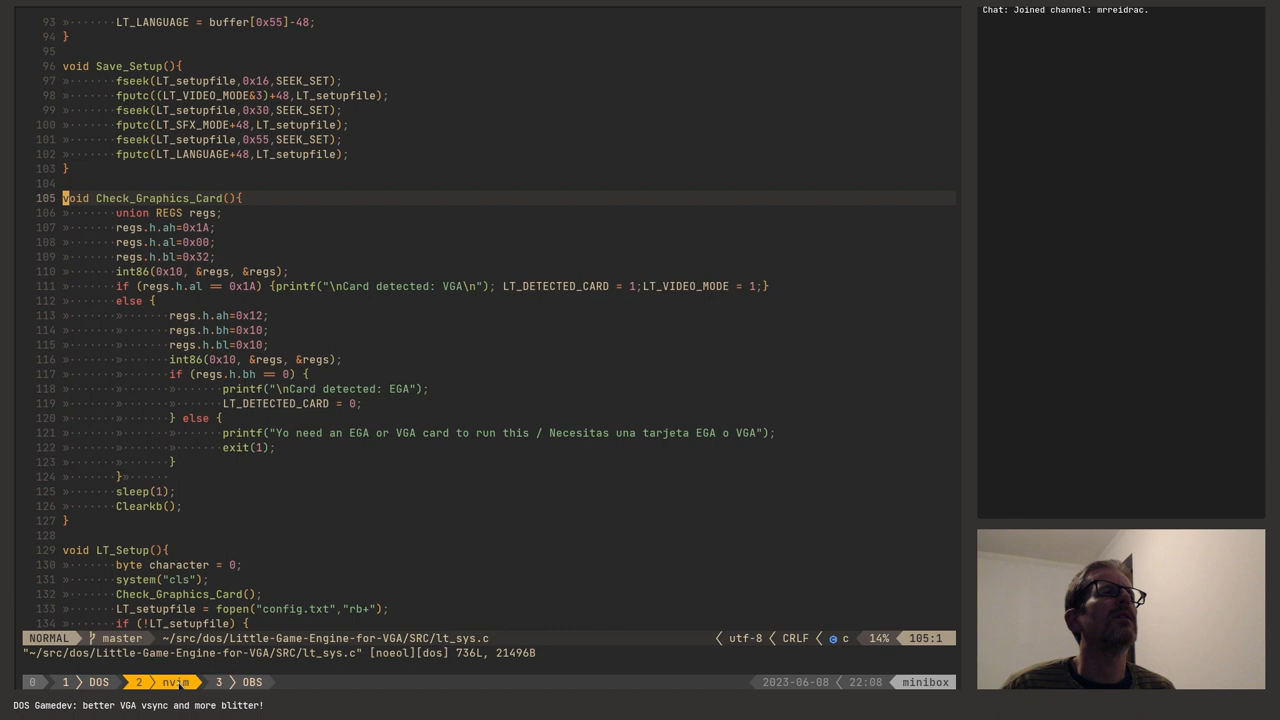 Chat: Joined channel: mrreidrac.
93 »······· LT_LANGUAGE = buffer[0x55]-48;
94 }
95
96 void Save_Setup(){
97 »······· fseek(LT_setupfile,0x16,SEEK_SET);
98 »······· fputc((LT_VIDEO_MODE&3)+48,LT_setupfile);
99 »······· fseek(LT_setupfile,0x30,SEEK_SET);
100 »······· fputc(LT_SFX_MODE+48,LT_setupfile);
101 »······· fseek(LT_setupfile,0x55,SEEK_SET);
102 »······· fputc(LT_LANGUAGE+48,LT_setupfile);
103 }
104
105 void Check_Graphics_Card(){
106 »······· union REGS regs;
107 »······· regs.h.ah=0x1A;
108 »······· regs.h.al=0x00;
109 »······· regs.h.bl=0x32;
110 »······· int86(0x10, &regs, &regs);
111 »······· if (regs.h.al == 0x1A) {printf("\nCard detected: VGA\n"); LT_DETECTED_CARD = 1;LT_VIDEO_MODE = 1;}
112 »······· else {
113 »·······»······· regs.h.ah=0x12;
114 »·······»······· regs.h.bh=0x10;
115 »·······»······· regs.h.bl=0x10;
116 »·······»······· int86(0x10, &regs, &regs);
117 »·······»······· if (regs.h.bh == 0) {
118 »·······»·······»······· printf("\nCard detected: EGA");
119 »·······»·······»······· LT_DETECTED_CARD = 0;
120 »·······»······· } else {
121 »·······»·······»······· printf("Yo need an EGA or VGA card to run this / Necesitas una tarjeta EGA o VGA");
122 »·······»·······»······· exit(1);
123 »·······»······· }
124 »······· }»·······
125 »······· sleep(1);
126 »······· Clearkb();
127 }
128
129 void LT_Setup(){
130 »······· byte character = 0;
131 »······· system("cls");
132 »······· Check_Graphics_Card();
133 »······· LT_setupfile = fopen("config.txt","rb+");
134 »······· if (!LT_setupfile) {
NORMAL master ~/src/dos/Little-Game-Engine-for-VGA/SRC/lt_sys.c utf-8 CRLF c 14% 105:1
"~/src/dos/Little-Game-Engine-for-VGA/SRC/lt_sys.c" [noeol][dos] 736L, 21496B
0 1 DOS 2 nvim 3 OBS 2023-06-08 22:08 minibox
DOS Gamedev: better VGA vsync and more blitter!